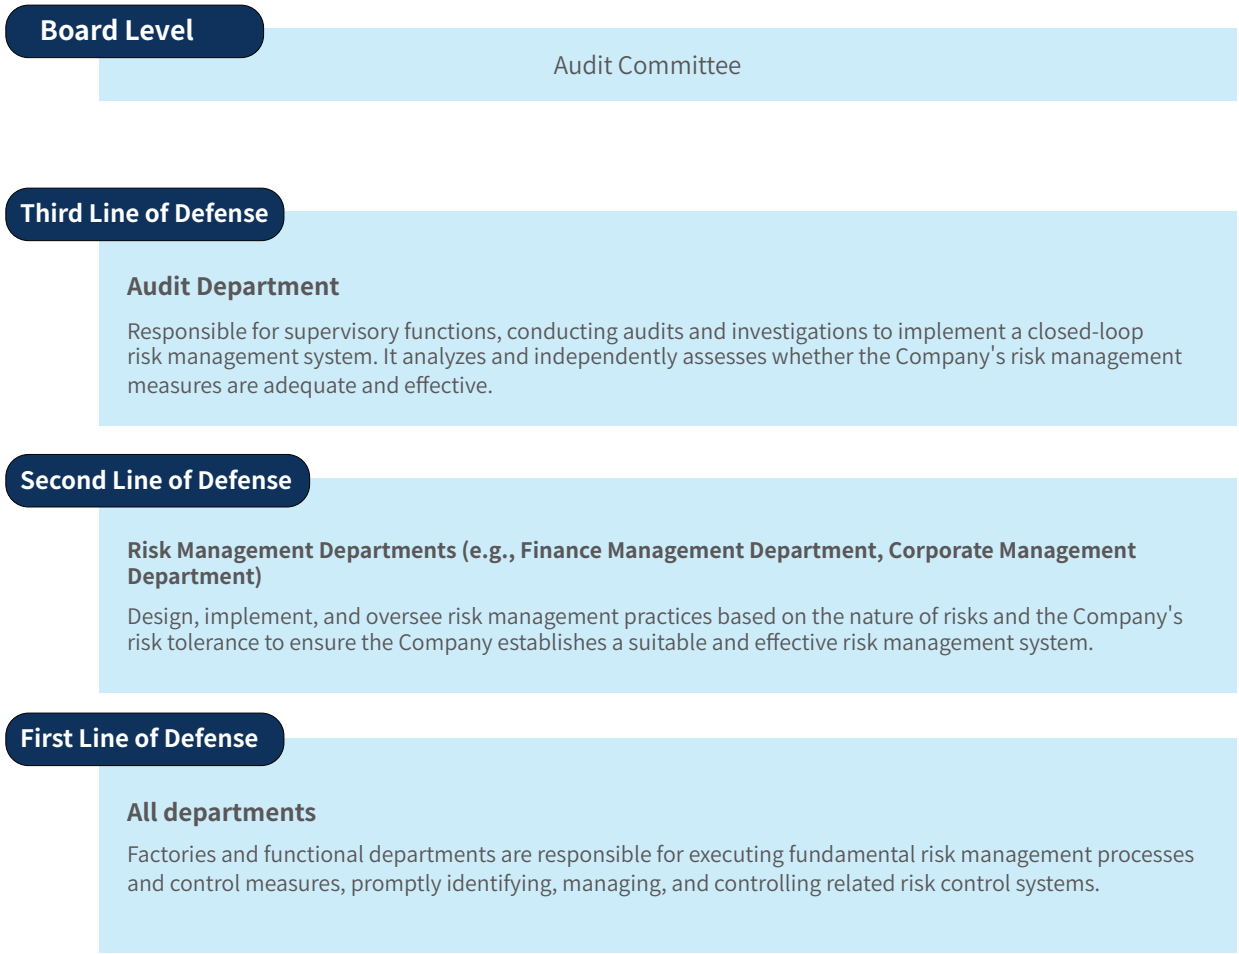 Board Level
Audit Committee
Third Line of Defense
Audit Department
Responsible for supervisory functions, conducting audits and investigations to implement a closed-loop
risk management system. It analyzes and independently assesses whether the Company's risk management
measures are adequate and effective.
Second Line of Defense
Risk Management Departments (e.g., Finance Management Department, Corporate Management
Department)
Design, implement, and oversee risk management practices based on the nature of risks and the Company's
risk tolerance to ensure the Company establishes a suitable and effective risk management system.
First Line of Defense
All departments
Factories and functional departments are responsible for executing fundamental risk management processes
and control measures, promptly identifying, managing, and controlling related risk control systems.